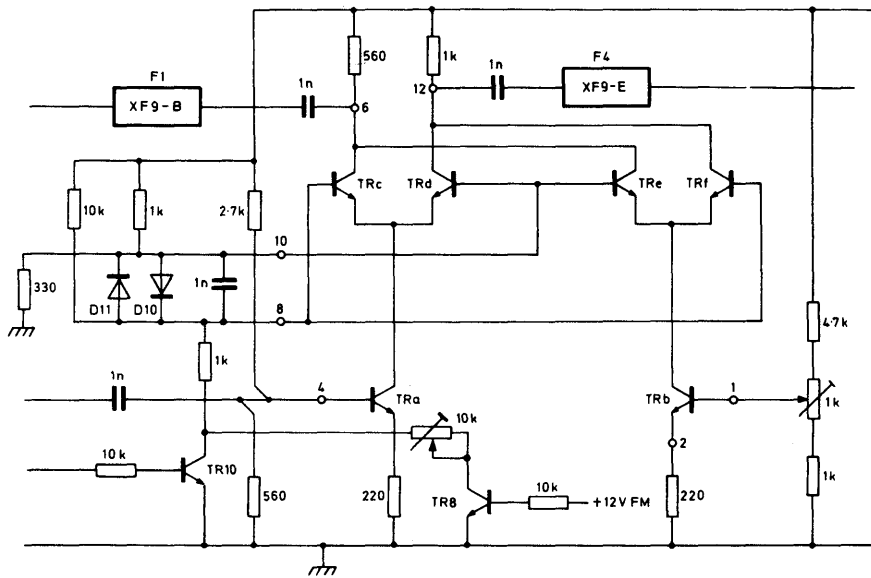 F1
XF9-B
1n
6
560
1k
12
1n
F4
XF9-E
TRc
TRd
TRe
TRf
10k
1k
2·7k
10
330
D11
D10
1n
8
4·7k
1k
1n
4
TRa
TRb
1
1k
10k
2
10k
TR10
560
220
TR8
10k
+12V FM
220
1k